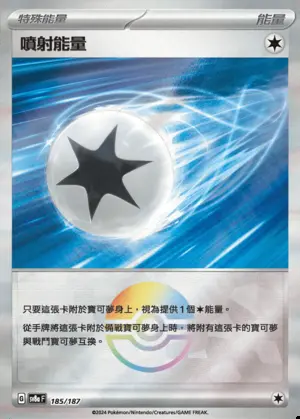 特殊能量 能量
噴射能量
只要這張卡附於寶可夢身上，視為提供1個✶能量。
從手牌將這張卡附於備戰寶可夢身上時，將附有這張卡的寶可夢
與戰鬥寶可夢互換。
G SV8a F 185/187
©2024 Pokémon/Nintendo/Creatures/GAME FREAK.